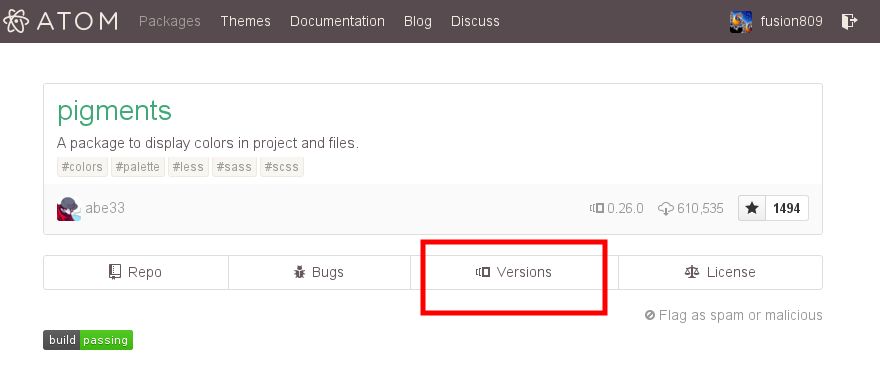 ATOM Packages Themes Documentation Blog Discuss fusion809
pigments
A package to display colors in project and files.
#colors #palette #less #sass #scss
abe33 0.26.0 610,535 1494
Repo Bugs Versions License
Flag as spam or malicious
build passing